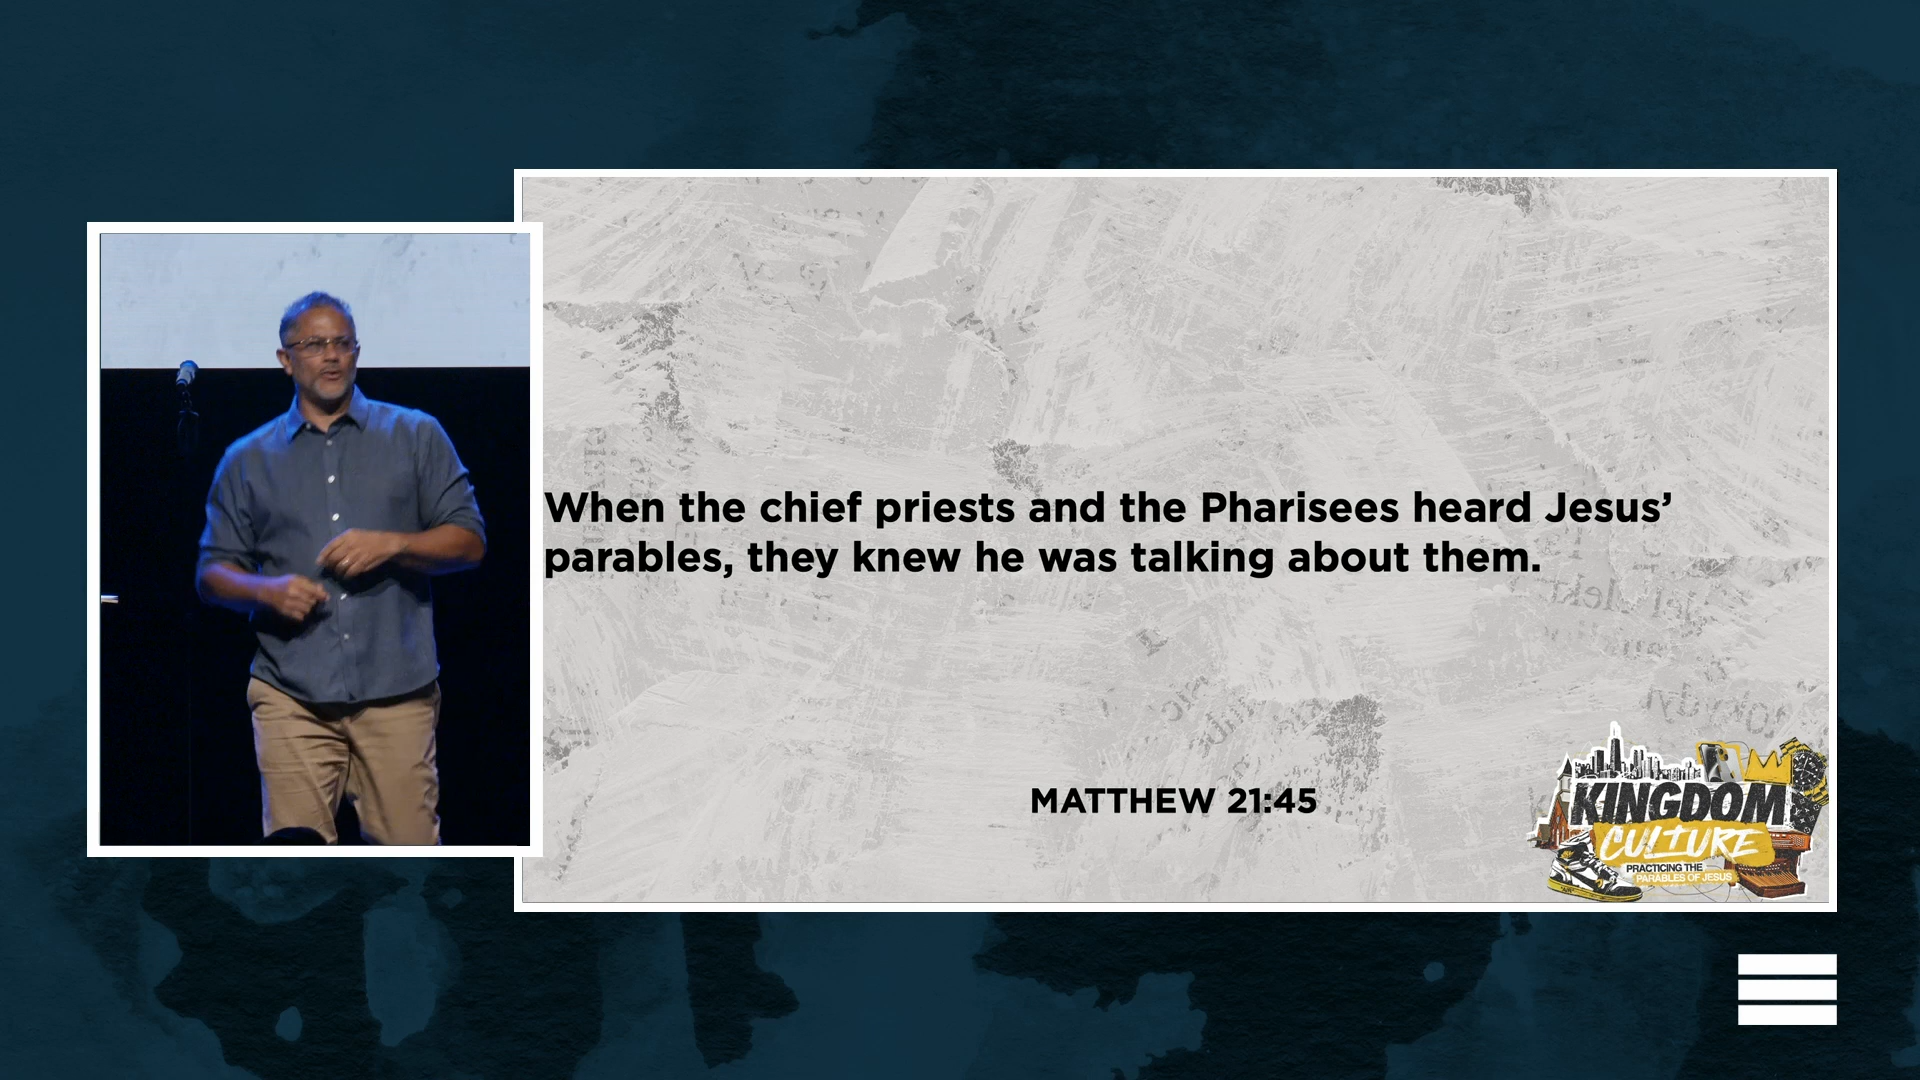 When the chief priests and the Pharisees heard Jesus’
parables, they knew he was talking about them.
MATTHEW 21:45
KINGDOM
CULTURE
PRACTICING THE
PARABLES OF JESUS